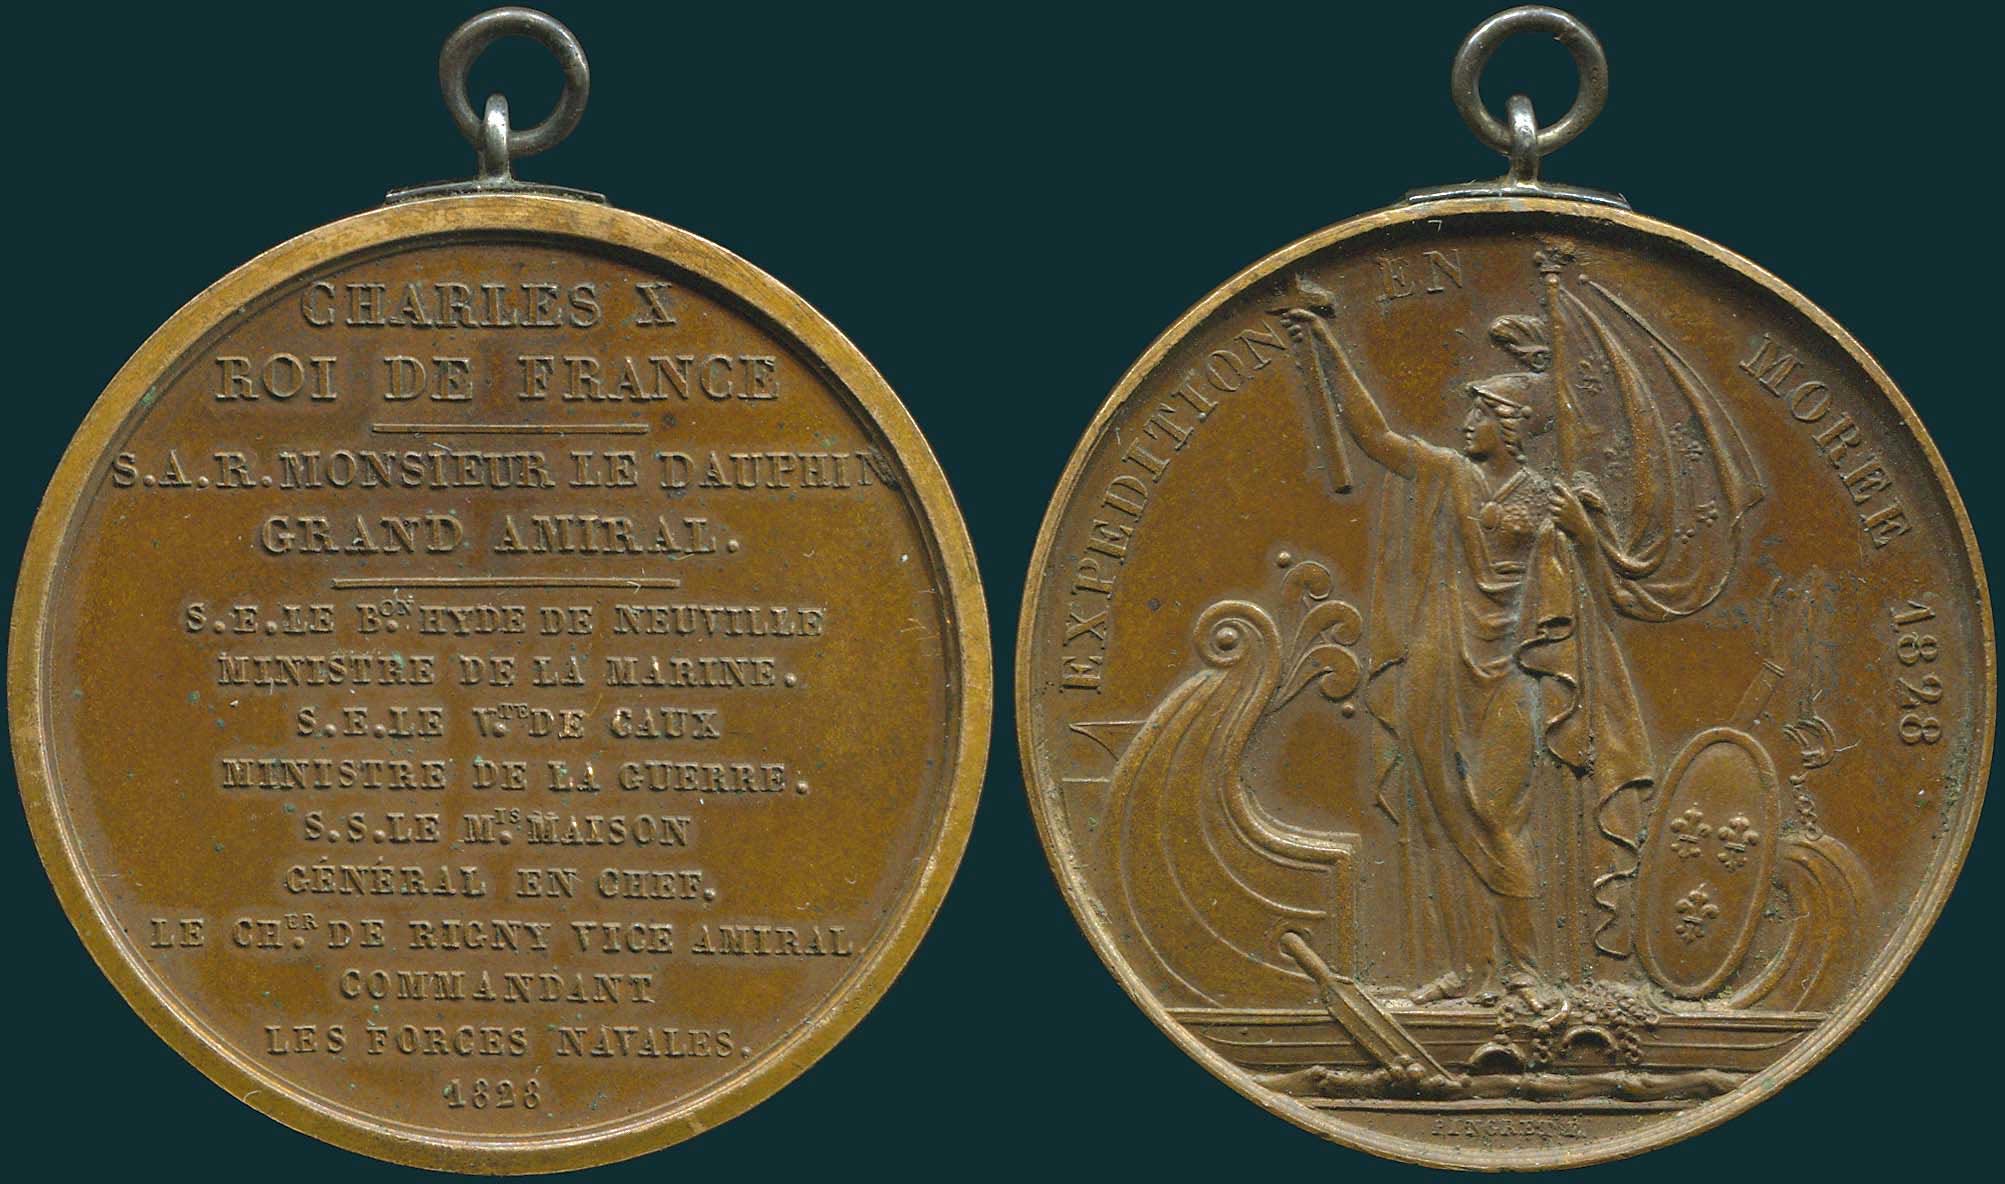 CHARLES X
ROI DE FRANCE
S.A.R. MONSIEUR LE DAUPHIN
GRAND AMIRAL.
S.E. LE B.ON HYDE DE NEUVILLE
MINISTRE DE LA MARINE.
S.E. LE V.TE DE CAUX
MINISTRE DE LA GUERRE.
S.S. LE M.IS MAISON
GÉNÉRAL EN CHEF.
LE CH.ER DE RIGNY VICE AMIRAL
COMMANDANT
LES FORCES NAVALES.
1828
EXPEDITION EN MOREE 1828